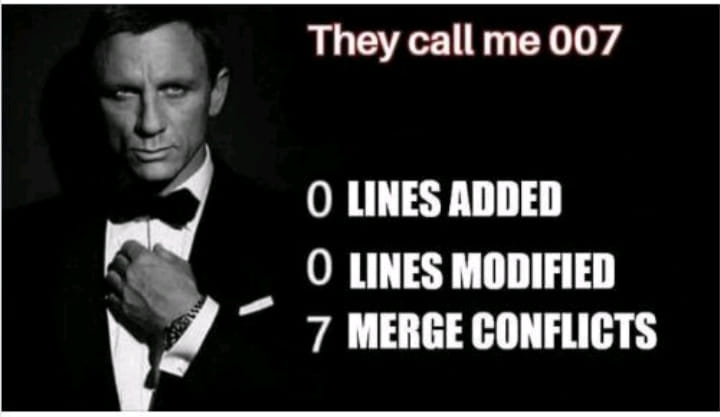 They call me 007
0 LINES ADDED
0 LINES MODIFIED
7 MERGE CONFLICTS